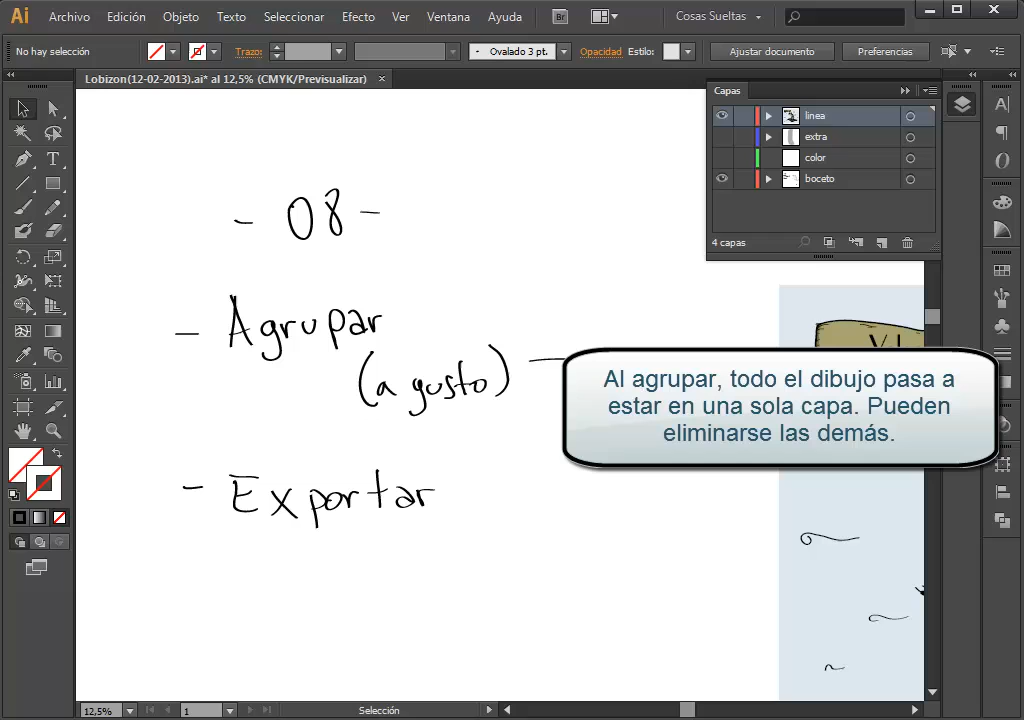 Ai Archivo Edición Objeto Texto Seleccionar Efecto Ver Ventana Ayuda Br Cosas Sueltas
No hay selección Trazo: Ovalado 3 pt. Opacidad Estilo: Ajustar documento Preferencias
Lobizon(12-02-2013).ai* al 12,5% (CMYK/Previsualizar)
Capas
linea
extra
color
boceto
4 capas
- 08 -
- Agrupar
(a gusto) -
Al agrupar, todo el dibujo pasa a
estar en una sola capa. Pueden
eliminarse las demás.
- Exportar
12,5% 1 Selección